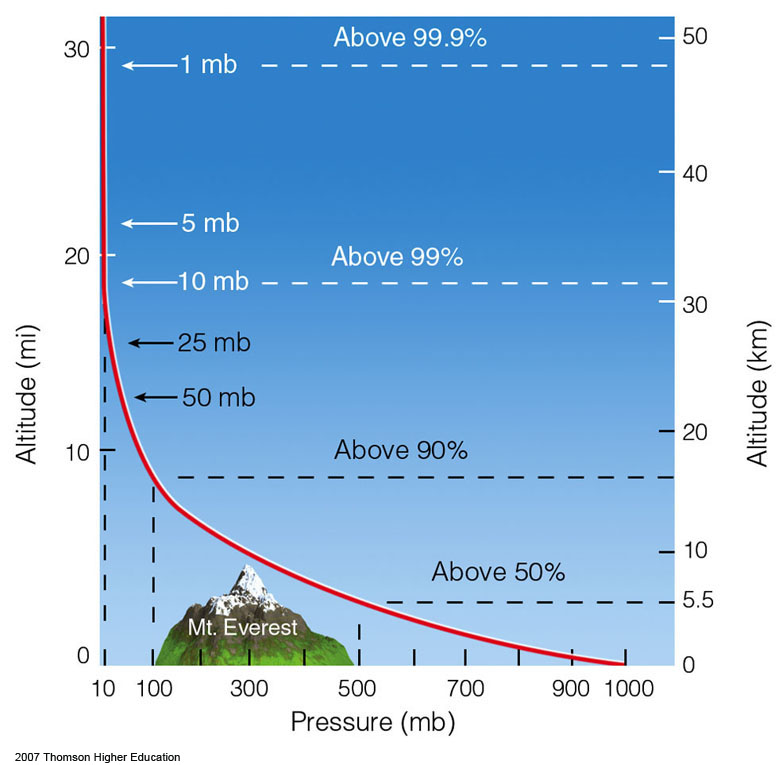 Above 99.9%
30
50
1 mb
40
5 mb
20
Above 99%
10 mb
30
25 mb
Altitude (mi)
Altitude (km)
50 mb
20
10
Above 90%
10
Above 50%
5.5
Mt. Everest
0
0
10 100 300 500 700 900 1000
Pressure (mb)
2007 Thomson Higher Education